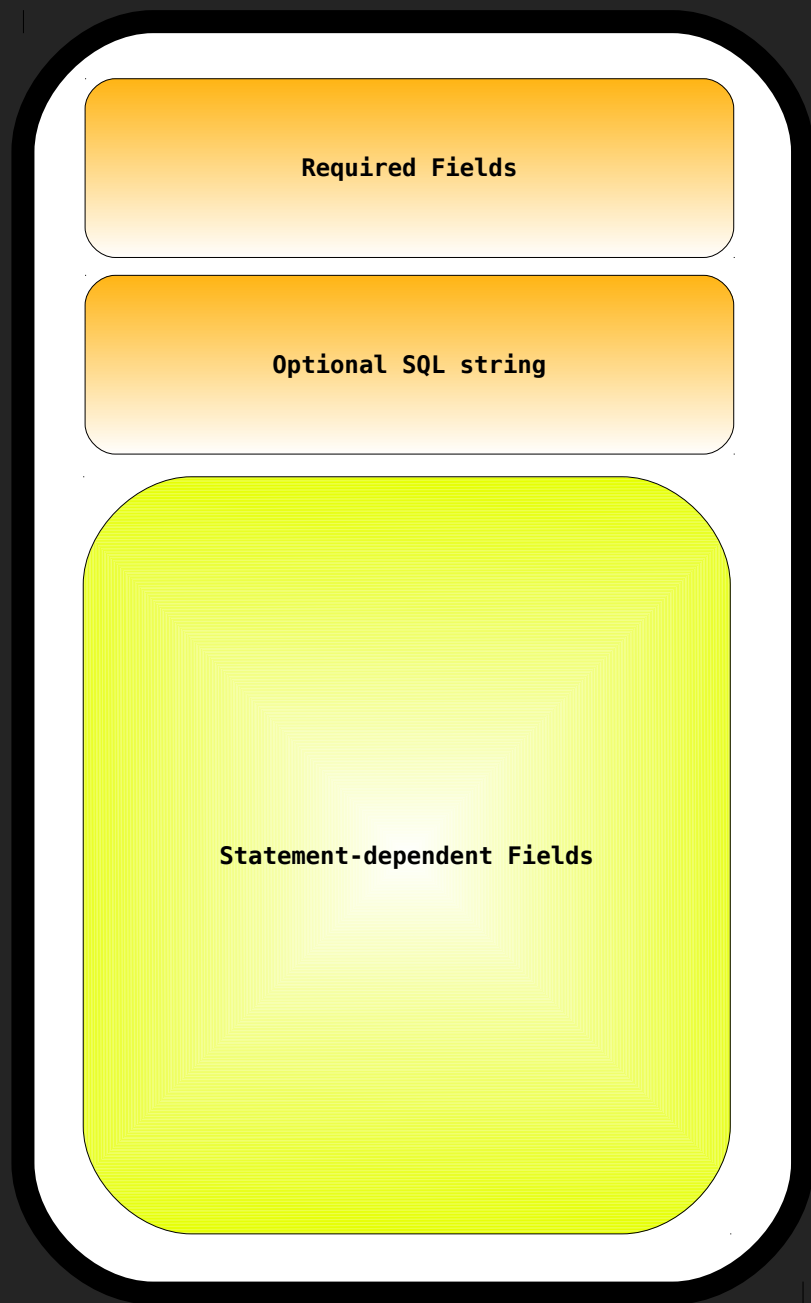 Required Fields
Optional SQL string
Statement-dependent Fields